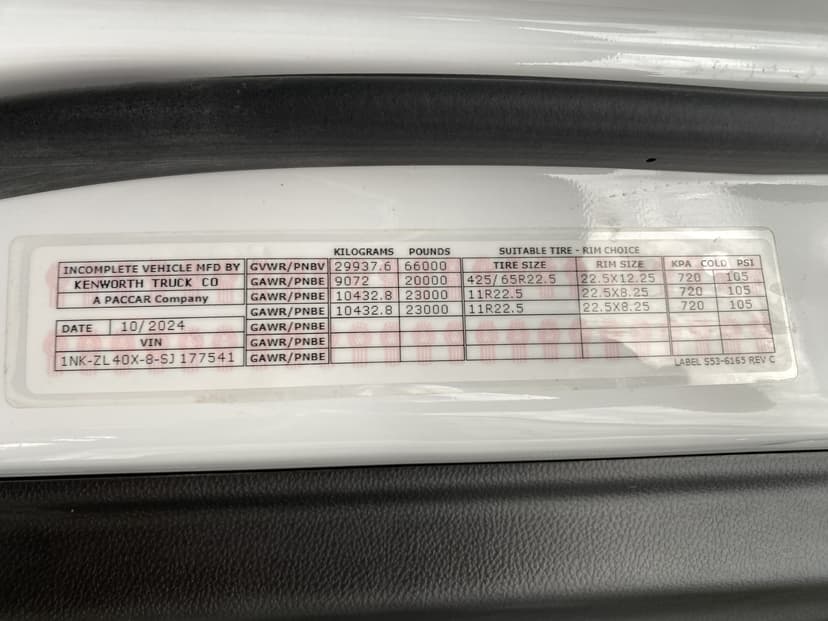 KILOGRAMS POUNDS SUITABLE TIRE - RIM CHOICE
INCOMPLETE VEHICLE MFD BY GVWR/PNBV 29937.6 66000 TIRE SIZE RIM SIZE KPA COLD PSI
KENWORTH TRUCK CO GAWR/PNBE 9072 20000 425/65R22.5 22.5X12.25 720 105
A PACCAR Company GAWR/PNBE 10432.8 23000 11R22.5 22.5X8.25 720 105
GAWR/PNBE 10432.8 23000 11R22.5 22.5X8.25 720 105
DATE 10/2024 GAWR/PNBE
VIN GAWR/PNBE
1NK-ZL40X-8-SJ177541 GAWR/PNBE
LABEL S53-6165 REV C